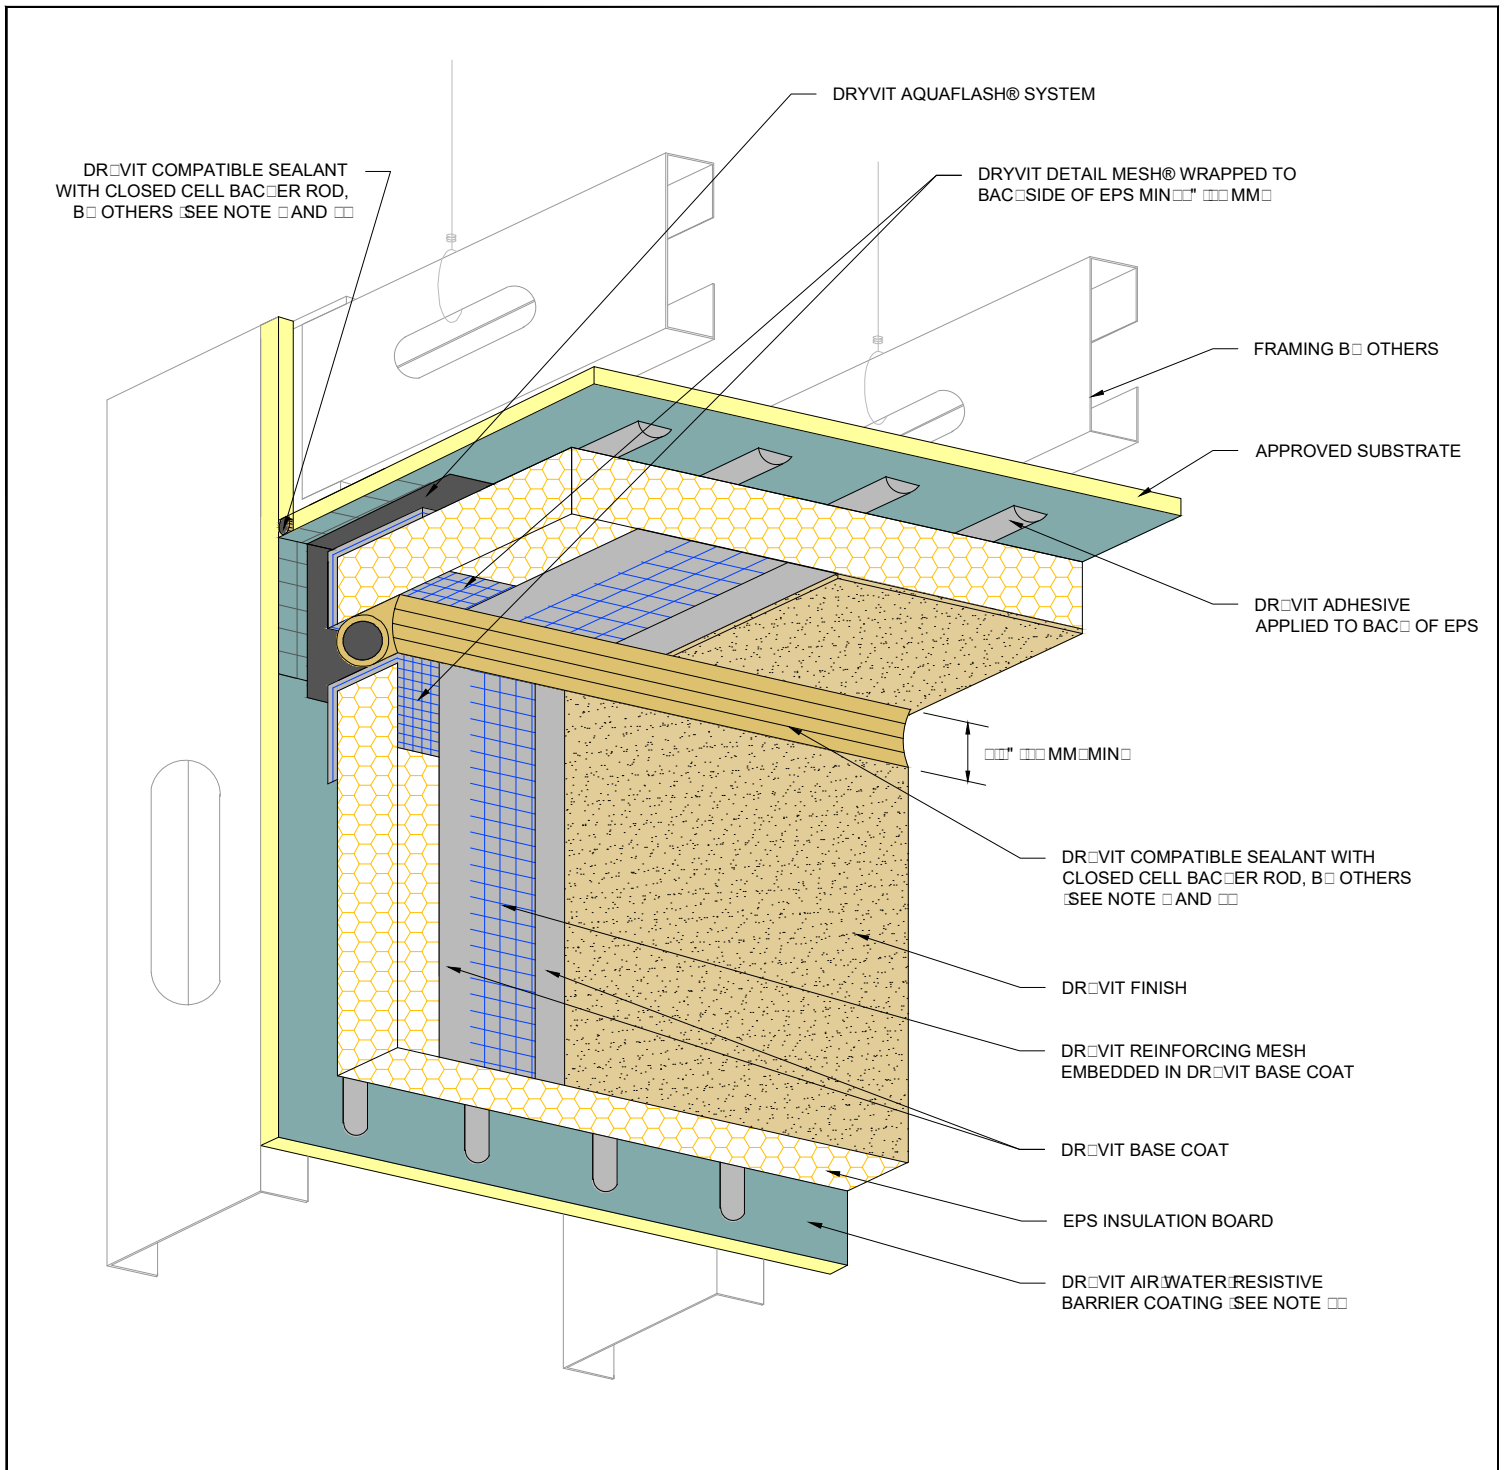 DRYVIT AQUAFLASH® SYSTEM
DR□VIT COMPATIBLE SEALANT
WITH CLOSED CELL BAC□ER ROD,
B□ OTHERS □SEE NOTE □ AND □□
DRYVIT DETAIL MESH® WRAPPED TO
BAC□SIDE OF EPS MIN□□□" □□□ MM□
FRAMING B□ OTHERS
APPROVED SUBSTRATE
DR□VIT ADHESIVE
APPLIED TO BAC□ OF EPS
□□□" □□□ MM□MIN□
DR□VIT COMPATIBLE SEALANT WITH
CLOSED CELL BAC□ER ROD, B□ OTHERS
□SEE NOTE □ AND □□
DR□VIT FINISH
DR□VIT REINFORCING MESH
EMBEDDED IN DR□VIT BASE COAT
DR□VIT BASE COAT
EPS INSULATION BOARD
DR□VIT AIR□WATER□RESISTIVE
BARRIER COATING □SEE NOTE □□